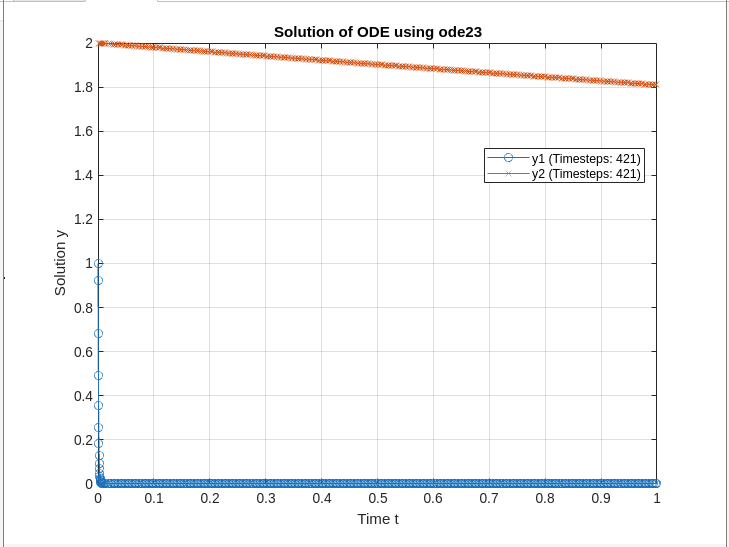 Solution of ODE using ode23
2
1.8
1.6
1.4
1.2
1
0.8
0.6
0.4
0.2
0
Solution y
y1 (Timesteps: 421)
y2 (Timesteps: 421)
0 0.1 0.2 0.3 0.4 0.5 0.6 0.7 0.8 0.9 1
Time t